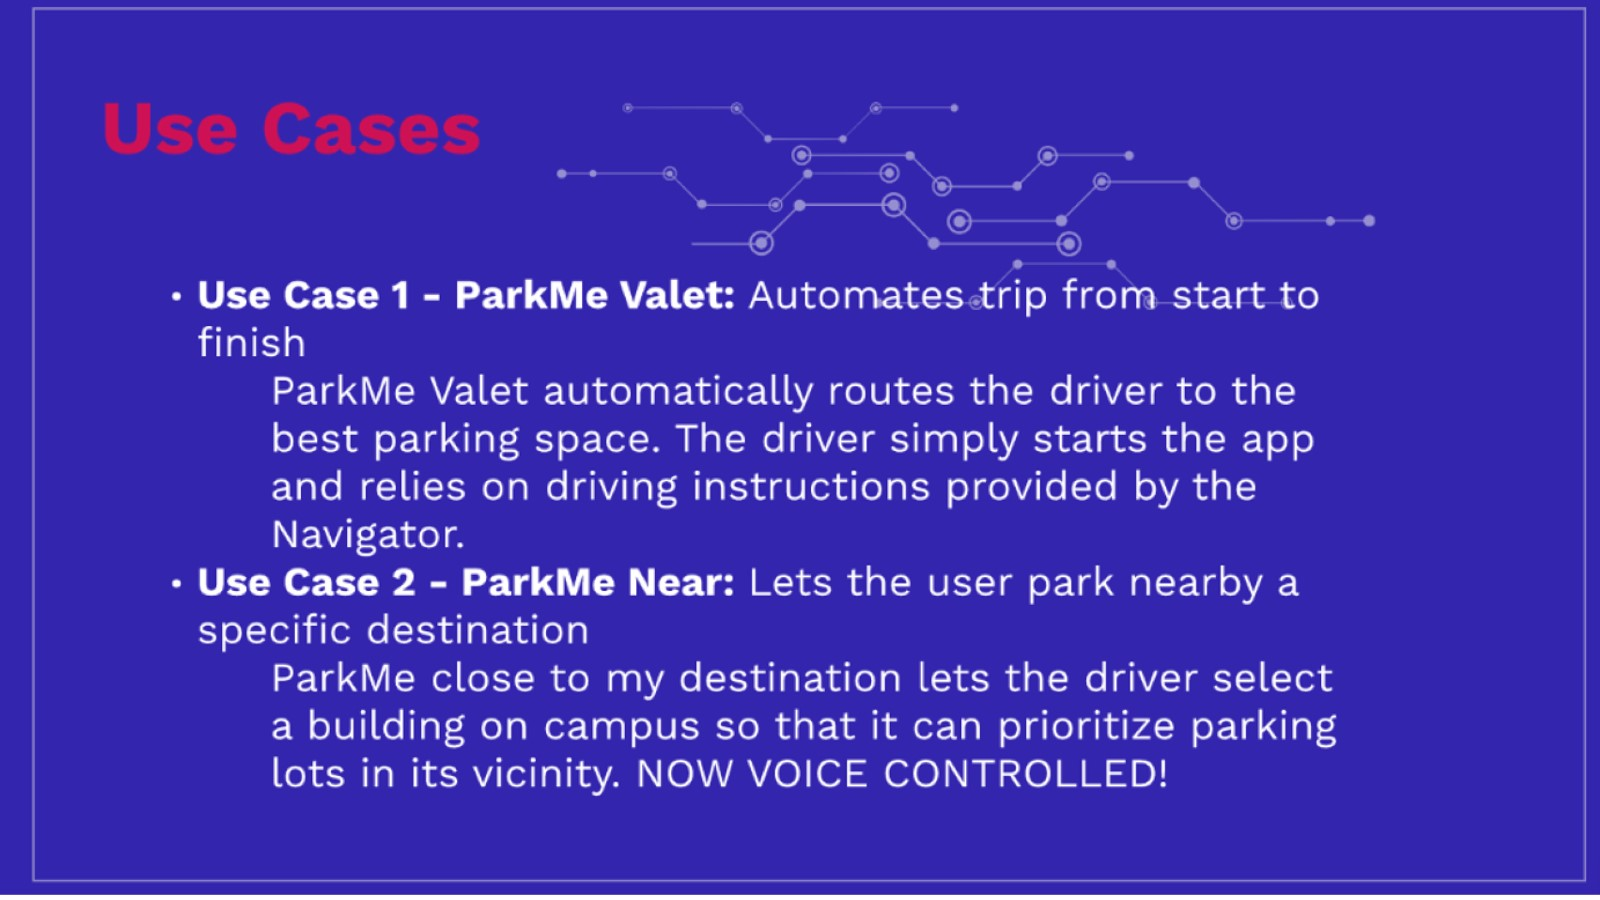 Use Cases
• Use Case 1 - ParkMe Valet: Automates trip from start to
finish
ParkMe Valet automatically routes the driver to the
best parking space. The driver simply starts the app
and relies on driving instructions provided by the
Navigator.
• Use Case 2 - ParkMe Near: Lets the user park nearby a
specific destination
ParkMe close to my destination lets the driver select
a building on campus so that it can prioritize parking
lots in its vicinity. NOW VOICE CONTROLLED!